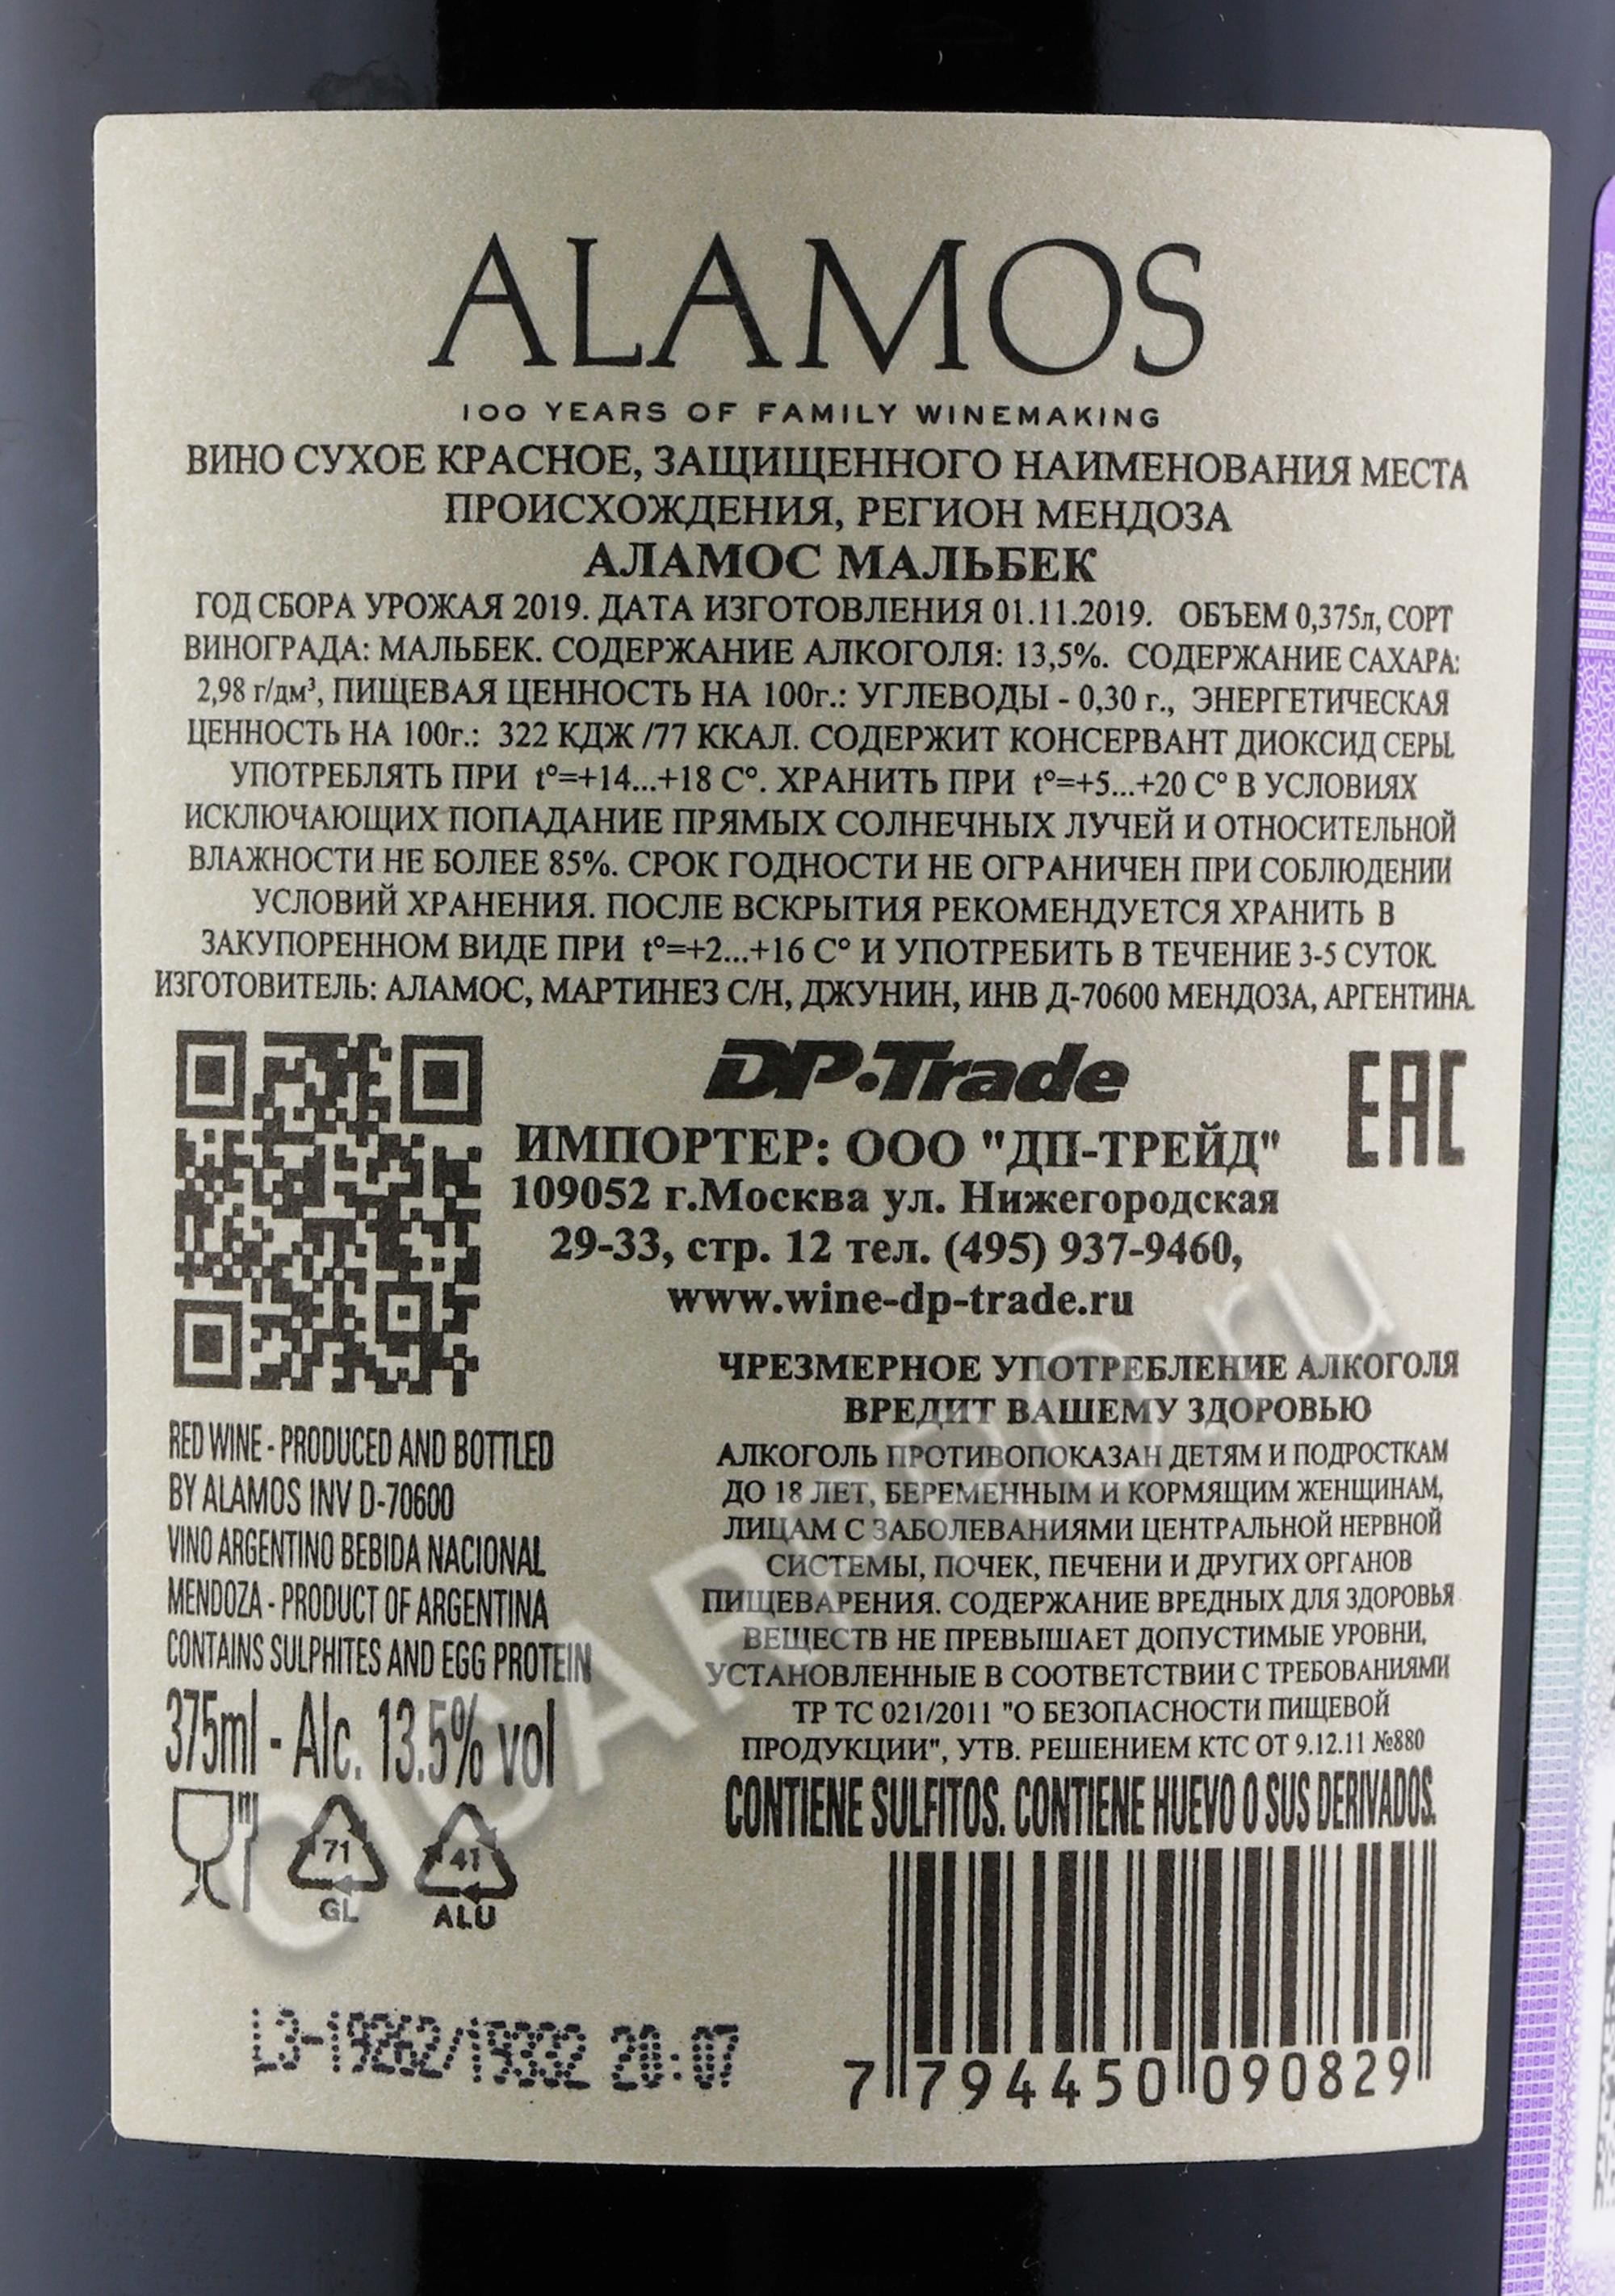 ALAMOS
100 YEARS OF FAMILY WINEMAKING
ВИНО СУХОЕ КРАСНОЕ, ЗАЩИЩЕННОГО НАИМЕНОВАНИЯ МЕСТА
ПРОИСХОЖДЕНИЯ, РЕГИОН МЕНДОЗА
АЛАМОС МАЛЬБЕК
ГОД СБОРА УРОЖАЯ 2019. ДАТА ИЗГОТОВЛЕНИЯ 01.11.2019. ОБЪЕМ 0,375л, СОРТ
ВИНОГРАДА: МАЛЬБЕК. СОДЕРЖАНИЕ АЛКОГОЛЯ: 13,5%. СОДЕРЖАНИЕ САХАРА:
2,98 г/дм³, ПИЩЕВАЯ ЦЕННОСТЬ НА 100г.: УГЛЕВОДЫ - 0,30 г., ЭНЕРГЕТИЧЕСКАЯ
ЦЕННОСТЬ НА 100г.: 322 КДЖ /77 ККАЛ. СОДЕРЖИТ КОНСЕРВАНТ ДИОКСИД СЕРЫ.
УПОТРЕБЛЯТЬ ПРИ t°=+14...+18 C°. ХРАНИТЬ ПРИ t°=+5...+20 C° В УСЛОВИЯХ
ИСКЛЮЧАЮЩИХ ПОПАДАНИЕ ПРЯМЫХ СОЛНЕЧНЫХ ЛУЧЕЙ И ОТНОСИТЕЛЬНОЙ
ВЛАЖНОСТИ НЕ БОЛЕЕ 85%. СРОК ГОДНОСТИ НЕ ОГРАНИЧЕН ПРИ СОБЛЮДЕНИИ
УСЛОВИЙ ХРАНЕНИЯ. ПОСЛЕ ВСКРЫТИЯ РЕКОМЕНДУЕТСЯ ХРАНИТЬ В
ЗАКУПОРЕННОМ ВИДЕ ПРИ t°=+2...+16 C° И УПОТРЕБИТЬ В ТЕЧЕНИЕ 3-5 СУТОК.
ИЗГОТОВИТЕЛЬ: АЛАМОС, МАРТИНЕЗ С/Н, ДЖУНИН, ИНВ Д-70600 МЕНДОЗА, АРГЕНТИНА.
DP-Trade
EAC
ИМПОРТЕР: ООО "ДП-ТРЕЙД"
109052 г.Москва ул. Нижегородская
29-33, стр. 12 тел. (495) 937-9460,
www.wine-dp-trade.ru
ЧРЕЗМЕРНОЕ УПОТРЕБЛЕНИЕ АЛКОГОЛЯ
ВРЕДИТ ВАШЕМУ ЗДОРОВЬЮ
АЛКОГОЛЬ ПРОТИВОПОКАЗАН ДЕТЯМ И ПОДРОСТКАМ
ДО 18 ЛЕТ, БЕРЕМЕННЫМ И КОРМЯЩИМ ЖЕНЩИНАМ,
ЛИЦАМ С ЗАБОЛЕВАНИЯМИ ЦЕНТРАЛЬНОЙ НЕРВНОЙ
СИСТЕМЫ, ПОЧЕК, ПЕЧЕНИ И ДРУГИХ ОРГАНОВ
ПИЩЕВАРЕНИЯ. СОДЕРЖАНИЕ ВРЕДНЫХ ДЛЯ ЗДОРОВЬЯ
ВЕЩЕСТВ НЕ ПРЕВЫШАЕТ ДОПУСТИМЫЕ УРОВНИ,
УСТАНОВЛЕННЫЕ В СООТВЕТСТВИИ С ТРЕБОВАНИЯМИ
ТР ТС 021/2011 "О БЕЗОПАСНОСТИ ПИЩЕВОЙ
ПРОДУКЦИИ", УТВ. РЕШЕНИЕМ КТС ОТ 9.12.11 №880
CONTIENE SULFITOS. CONTIENE HUEVO O SUS DERIVADOS.
RED WINE - PRODUCED AND BOTTLED
BY ALAMOS INV D-70600
VINO ARGENTINO BEBIDA NACIONAL
MENDOZA - PRODUCT OF ARGENTINA
CONTAINS SULPHITES AND EGG PROTEIN
375ml - Alc. 13.5% vol
71
GL
41
ALU
20:07
7 794450 090829